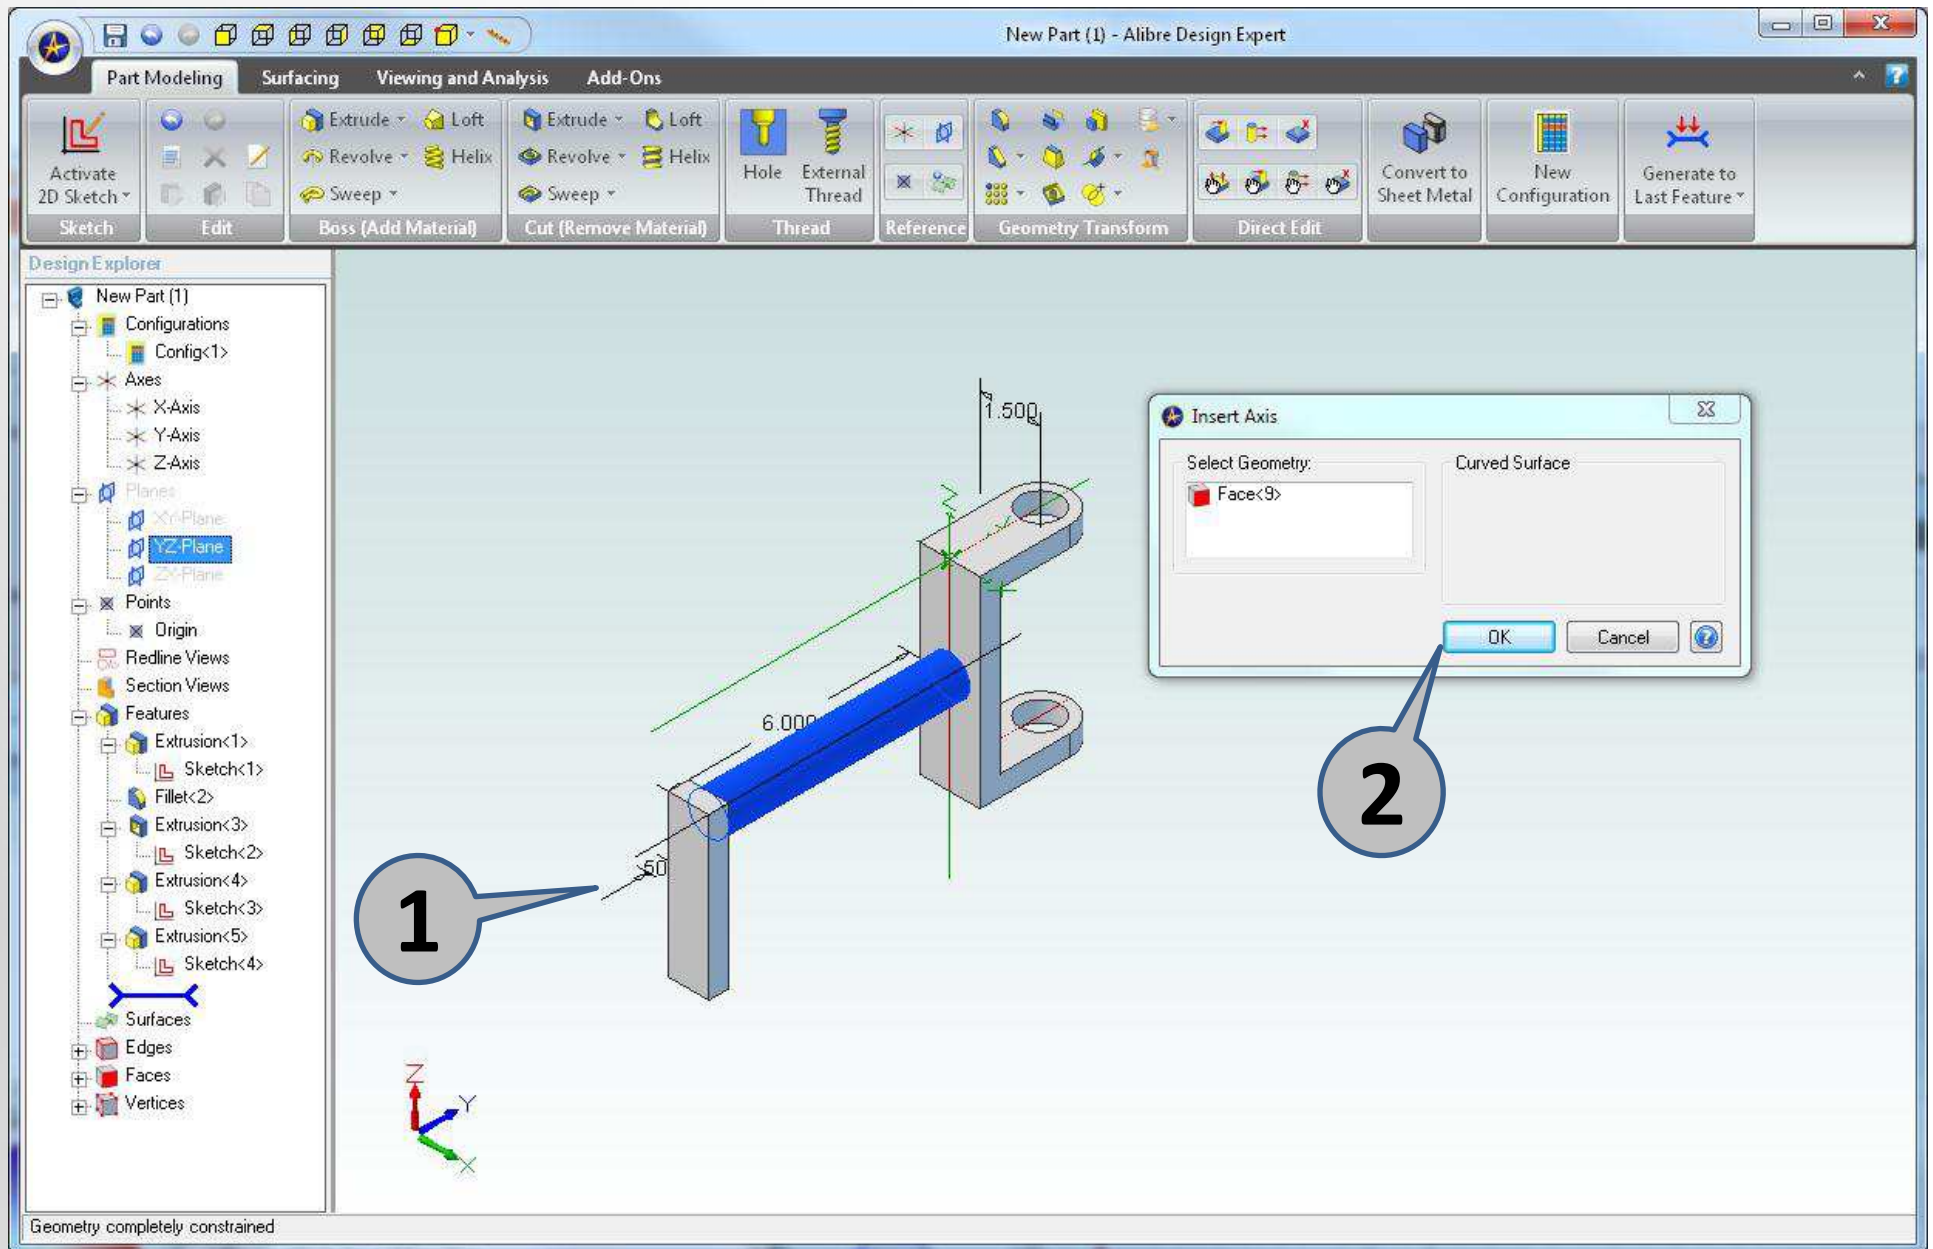 New Part (1) - Alibre Design Expert
Part Modeling Surfacing Viewing and Analysis Add-Ons
Activate
2D Sketch
Sketch
Edit
Extrude Loft
Revolve Helix
Sweep
Boss (Add Material)
Extrude Loft
Revolve Helix
Sweep
Cut (Remove Material)
Hole
External
Thread
Thread
Reference
Geometry Transform
Direct Edit
Convert to
Sheet Metal
New
Configuration
Generate to
Last Feature
Design Explorer
New Part (1)
Configurations
Config<1>
Axes
X-Axis
Y-Axis
Z-Axis
Planes
XY-Plane
YZ-Plane
ZX-Plane
Points
Origin
Redline Views
Section Views
Features
Extrusion<1>
Sketch<1>
Fillet<2>
Extrusion<3>
Sketch<2>
Extrusion<4>
Sketch<3>
Extrusion<5>
Sketch<4>
Surfaces
Edges
Faces
Vertices
1.500
6.000
.50
Z
Y
X
1
Insert Axis
Select Geometry:
Face<9>
Curved Surface
OK Cancel
2
Geometry completely constrained